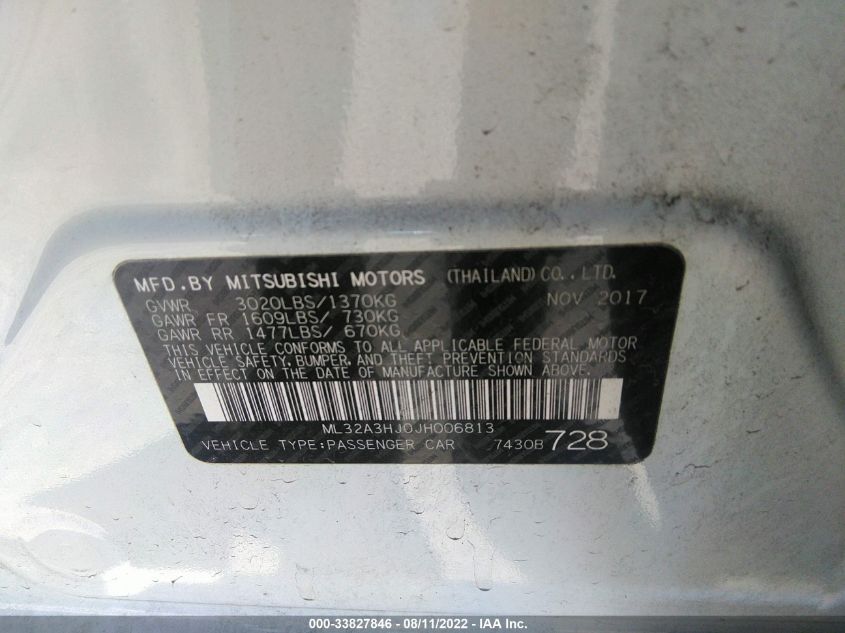 MFD.BY MITSUBISHI MOTORS (THAILAND) CO.,LTD.
GVWR 3020LBS/1370KG NOV 2017
GAWR FR 1609LBS/ 730KG
GAWR RR 1477LBS/ 670KG
THIS VEHICLE CONFORMS TO ALL APPLICABLE FEDERAL MOTOR
VEHICLE SAFETY, BUMPER, AND THEFT PREVENTION STANDARDS
IN EFFECT ON THE DATE OF MANUFACTURE SHOWN ABOVE.
ML32A3HJ0JH006813
VEHICLE TYPE:PASSENGER CAR 7430B 728
000-33827846 - 08/11/2022 - IAA Inc.